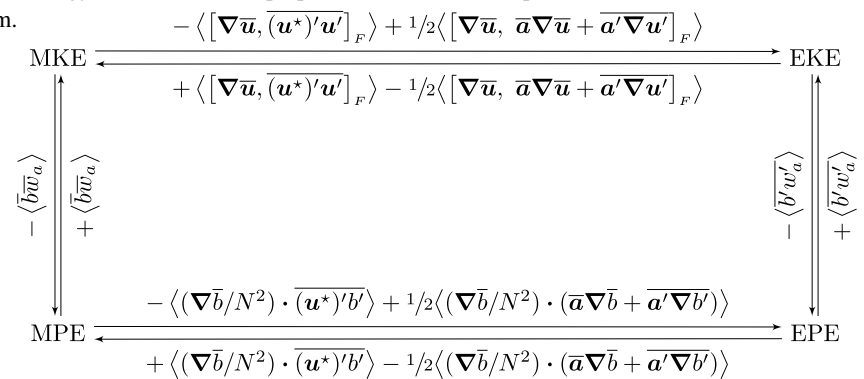 m.
− ⟨[∇u̅, \overline{(u⋆)′u′}]_F⟩ + 1/2⟨[∇u̅, a̅∇u̅ + \overline{a′∇u′}]_F⟩
MKE EKE
+ ⟨[∇u̅, \overline{(u⋆)′u′}]_F⟩ − 1/2⟨[∇u̅, a̅∇u̅ + \overline{a′∇u′}]_F⟩
− ⟨b̅w̅_a⟩
+ ⟨b̅w̅_a⟩
− ⟨\overline{b′w′_a}⟩
+ ⟨\overline{b′w′_a}⟩
− ⟨(∇b̅/N²) · \overline{(u⋆)′b′}⟩ + 1/2⟨(∇b̅/N²) · (a̅∇b̅ + \overline{a′∇b′})⟩
MPE EPE
+ ⟨(∇b̅/N²) · \overline{(u⋆)′b′}⟩ − 1/2⟨(∇b̅/N²) · (a̅∇b̅ + \overline{a′∇b′})⟩